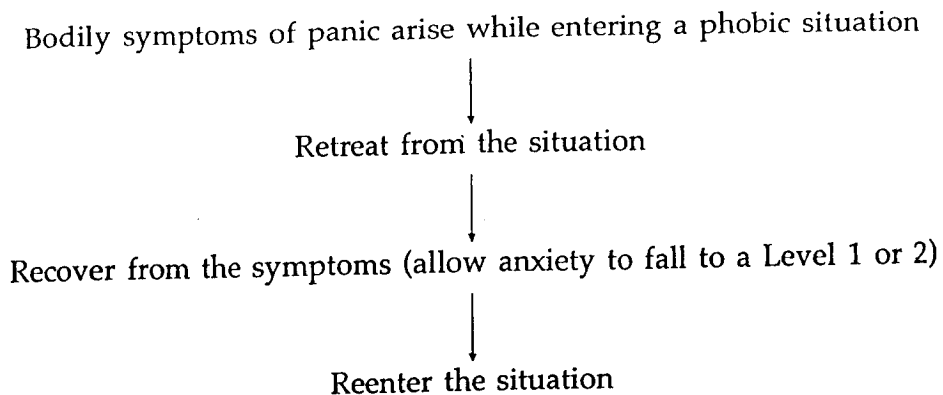 Bodily symptoms of panic arise while entering a phobic situation
Retreat from the situation
Recover from the symptoms (allow anxiety to fall to a Level 1 or 2)
Reenter the situation